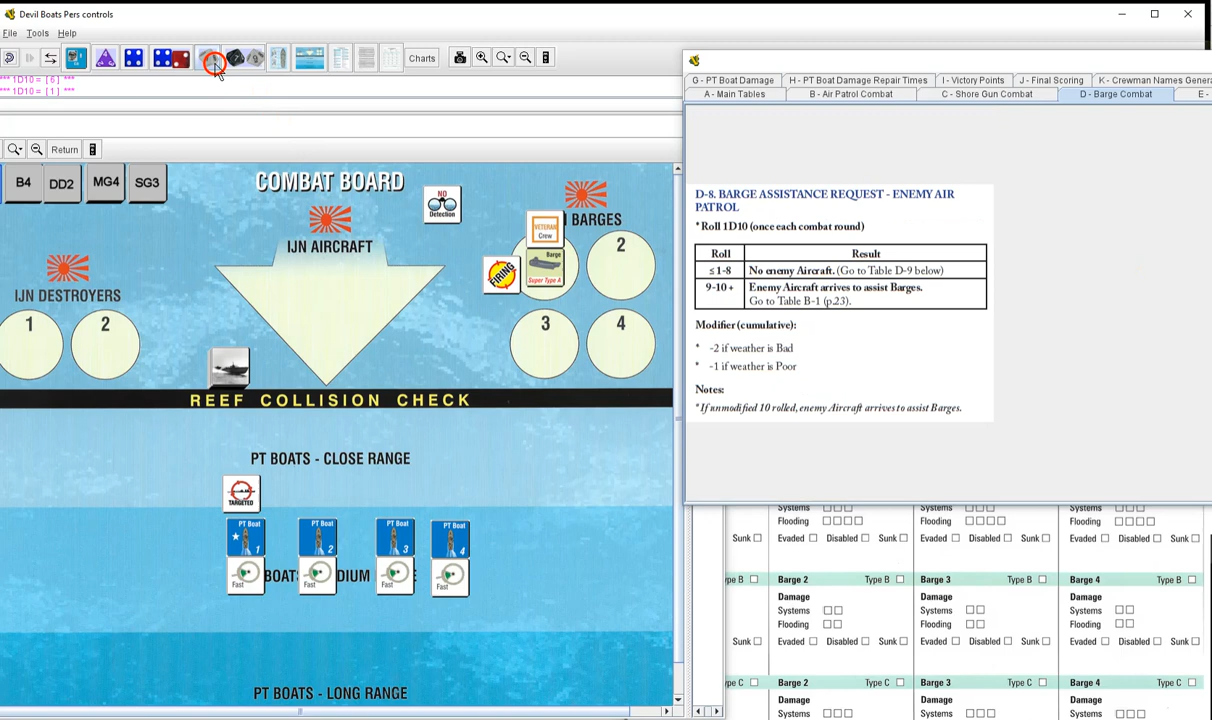 Devil Boats Pers controls
File Tools Help
Charts
*** 1D10 = [ 6 ] ***
*** 1D10 = [ 1 ] ***
Return
B4 DD2 MG4 SG3
COMBAT BOARD
NO
Detection
IJN AIRCRAFT
BARGES
VETERAN
Crew
2
Barge
Super Type A
FIRING
IJN DESTROYERS
1 2
3 4
REEF COLLISION CHECK
PT BOATS - CLOSE RANGE
TARGETED
PT Boat PT Boat PT Boat PT Boat
1 2 3 4
Fast Fast Fast Fast
PT BOATS - LONG RANGE
G - PT Boat Damage H - PT Boat Damage Repair Times I - Victory Points J - Final Scoring K - Crewman Names Genera
A - Main Tables B - Air Patrol Combat C - Shore Gun Combat D - Barge Combat E -
D-8. BARGE ASSISTANCE REQUEST - ENEMY AIR
PATROL
*Roll 1D10 (once each combat round)
Roll Result
≤1-8 No enemy Aircraft. (Go to Table D-9 below)
9-10+ Enemy Aircraft arrives to assist Barges.
Go to Table B-1 (p.23).
Modifier (cumulative):
* -2 if weather is Bad
* -1 if weather is Poor
Notes:
*If unmodified 10 rolled, enemy Aircraft arrives to assist Barges.
Systems Systems Systems
Flooding Flooding Flooding
Sunk Evaded Disabled Sunk Evaded Disabled Sunk Evaded Disabled Sunk
pe B Barge 2 Type B Barge 3 Type B Barge 4 Type B
Damage Damage Damage
Systems Systems Systems
Flooding Flooding Flooding
Sunk Evaded Disabled Sunk Evaded Disabled Sunk Evaded Disabled Sunk
pe C Barge 2 Type C Barge 3 Type C Barge 4 Type C
Damage Damage Damage
Systems Systems Systems